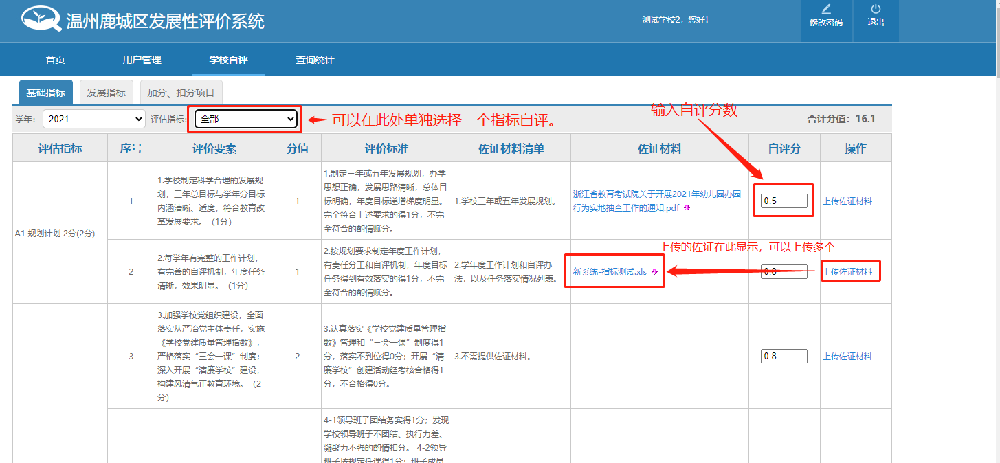 温州鹿城区发展性评价系统
测试学校2，您好！
修改密码
退出
首页
用户管理
学校自评
查询统计
基础指标
发展指标
加分、扣分项目
学年：
2021
评估指标:
全部
可以在此处单独选择一个指标自评。
输入自评分数
合计分值：16.1
评估指标
序号
评价要素
分值
评价标准
佐证材料清单
佐证材料
自评分
操作
A1 规划计划 2分(2分)
1
1.学校制定科学合理的发展规
划，三年总目标与学年分目标
内涵清晰、适度，符合教育改
革发展要求。（1分）
1
1.制定三年或五年发展规划，办学
思想正确，发展思路清晰，总体目
标明确，年度目标递增梯度明显。
完全符合上述要求的得1分，不完
全符合的酌情赋分。
1.学校三年或五年发展规划。
浙江省教育考试院关于开展2021年幼儿园办园
行为实地抽查工作的通知.pdf
0.5
上传佐证材料
上传的佐证在此显示，可以上传多个
2
2.每学年有完整的工作计划，
有完善的自评机制，年度任务
清晰，效果明显。（1分）
1
2.按规划要求制定年度工作计划，
有责任分工和自评机制，年度目标
任务得到有效落实的得1分，不完
全符合的酌情赋分。
2.学年度工作计划和自评办
法，以及任务落实情况列表。
新系统-指标测试.xls
0.8
上传佐证材料
3
3.加强学校党组织建设，全面
落实从严治党主体责任，实施
《学校党建质量管理指数》，
严格落实“三会一课”制度；
深入开展“清廉学校”建设，
构建风清气正教育环境。（2
分）
2
3.认真落实《学校党建质量管理指
数》管理和“三会一课”制度得1
分，落实不到位得0分；开展“清
廉学校”创建活动经考核合格得1
分，不合格得0分。
3.不需提供佐证材料。
0.8
上传佐证材料
4-1领导班子团结务实得1分；发现
学校领导班子不团结、执行力差、
凝聚力不强的酌情扣分。 4-2领导
班子按规定任课得1分；班子成员